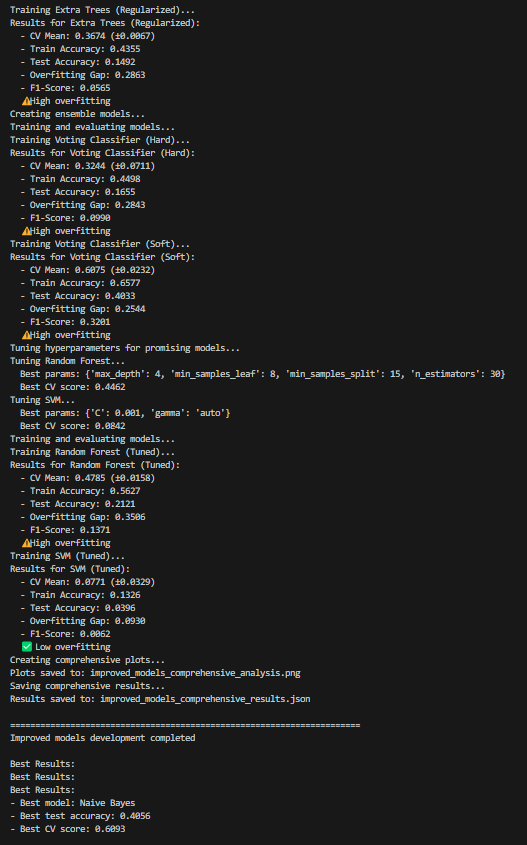 Training Extra Trees (Regularized)...
Results for Extra Trees (Regularized):
- CV Mean: 0.3674 (±0.0067)
- Train Accuracy: 0.4355
- Test Accuracy: 0.1492
- Overfitting Gap: 0.2863
- F1-Score: 0.0565
⚠High overfitting
Creating ensemble models...
Training and evaluating models...
Training Voting Classifier (Hard)...
Results for Voting Classifier (Hard):
- CV Mean: 0.3244 (±0.0711)
- Train Accuracy: 0.4498
- Test Accuracy: 0.1655
- Overfitting Gap: 0.2843
- F1-Score: 0.0990
⚠High overfitting
Training Voting Classifier (Soft)...
Results for Voting Classifier (Soft):
- CV Mean: 0.6075 (±0.0232)
- Train Accuracy: 0.6577
- Test Accuracy: 0.4033
- Overfitting Gap: 0.2544
- F1-Score: 0.3201
⚠High overfitting
Tuning hyperparameters for promising models...
Tuning Random Forest...
Best params: {'max_depth': 4, 'min_samples_leaf': 8, 'min_samples_split': 15, 'n_estimators': 30}
Best CV score: 0.4462
Tuning SVM...
Best params: {'C': 0.001, 'gamma': 'auto'}
Best CV score: 0.0842
Training and evaluating models...
Training Random Forest (Tuned)...
Results for Random Forest (Tuned):
- CV Mean: 0.4785 (±0.0158)
- Train Accuracy: 0.5627
- Test Accuracy: 0.2121
- Overfitting Gap: 0.3506
- F1-Score: 0.1371
⚠High overfitting
Training SVM (Tuned)...
Results for SVM (Tuned):
- CV Mean: 0.0771 (±0.0329)
- Train Accuracy: 0.1326
- Test Accuracy: 0.0396
- Overfitting Gap: 0.0930
- F1-Score: 0.0062
✅ Low overfitting
Creating comprehensive plots...
Plots saved to: improved_models_comprehensive_analysis.png
Saving comprehensive results...
Results saved to: improved_models_comprehensive_results.json
======================================================================
Improved models development completed
Best Results:
Best Results:
Best Results:
- Best model: Naive Bayes
- Best test accuracy: 0.4056
- Best CV score: 0.6093